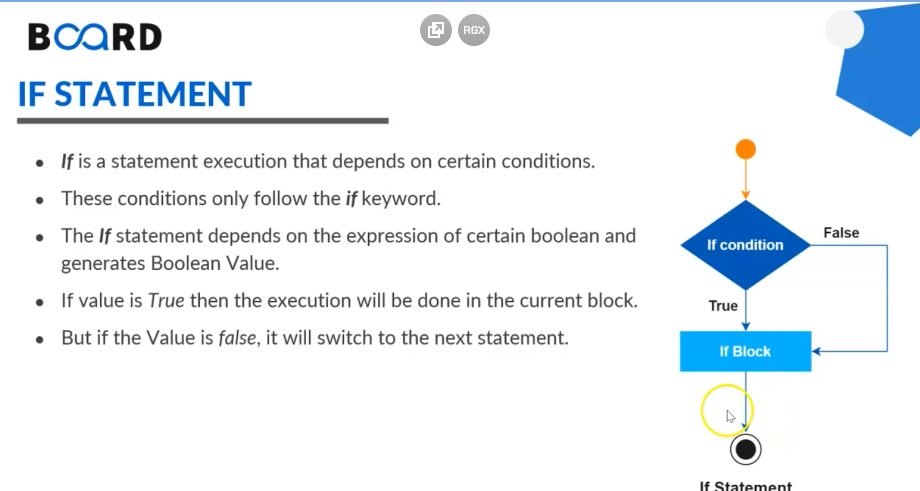 BOARD
RGX
IF STATEMENT
If is a statement execution that depends on certain conditions.
These conditions only follow the if keyword.
The If statement depends on the expression of certain boolean and
generates Boolean Value.
If value is True then the execution will be done in the current block.
But if the Value is false, it will switch to the next statement.
If condition
False
True
If Block
If Statement